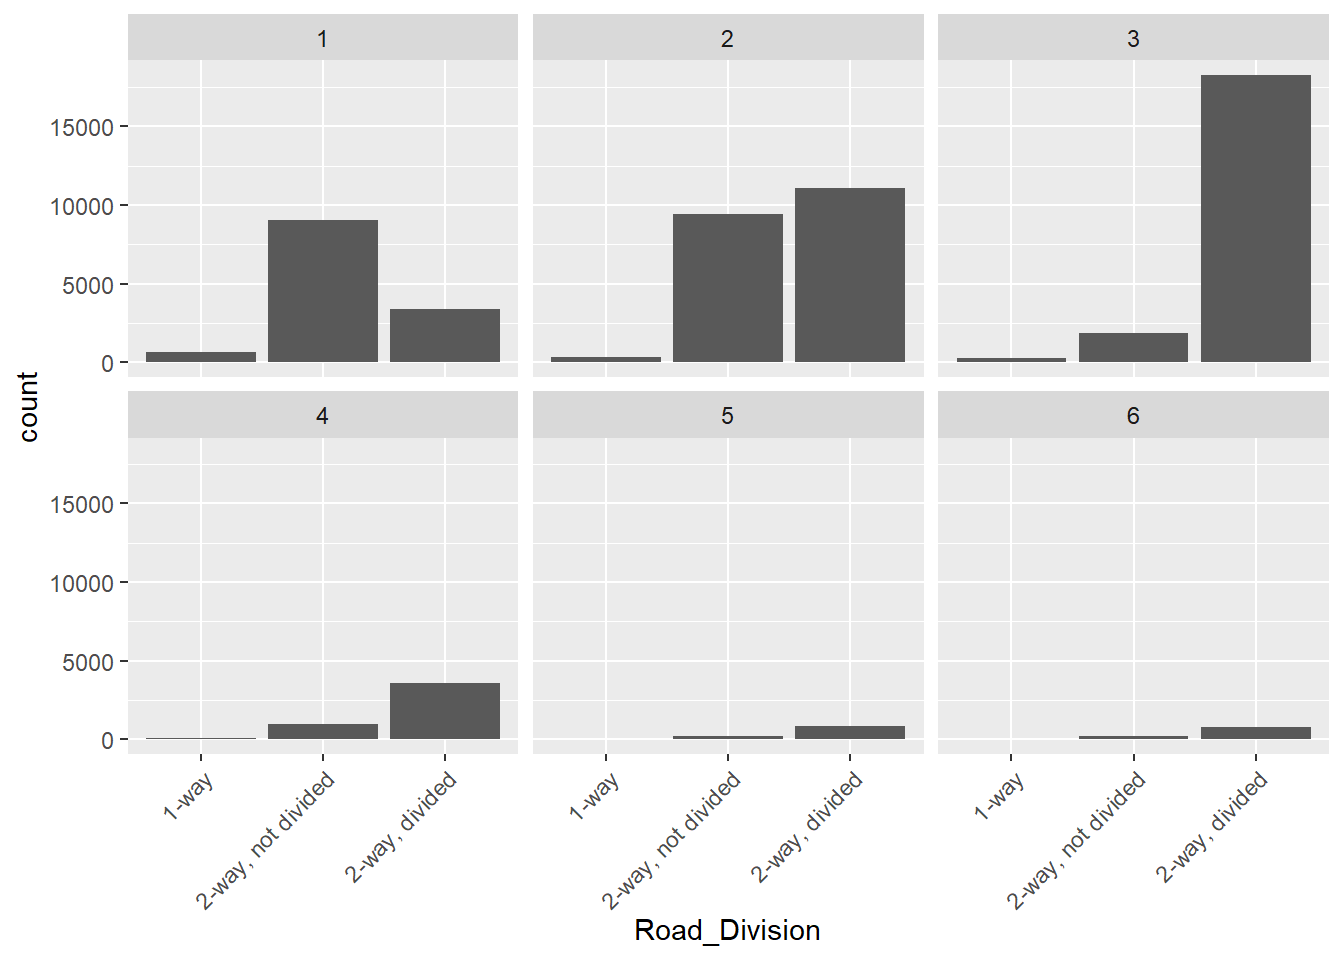 1
2
3
15000
10000
5000
0
count
4
5
6
15000
10000
5000
0
1-way
2-way, not divided
2-way, divided
1-way
2-way, not divided
2-way, divided
1-way
2-way, not divided
2-way, divided
Road_Division